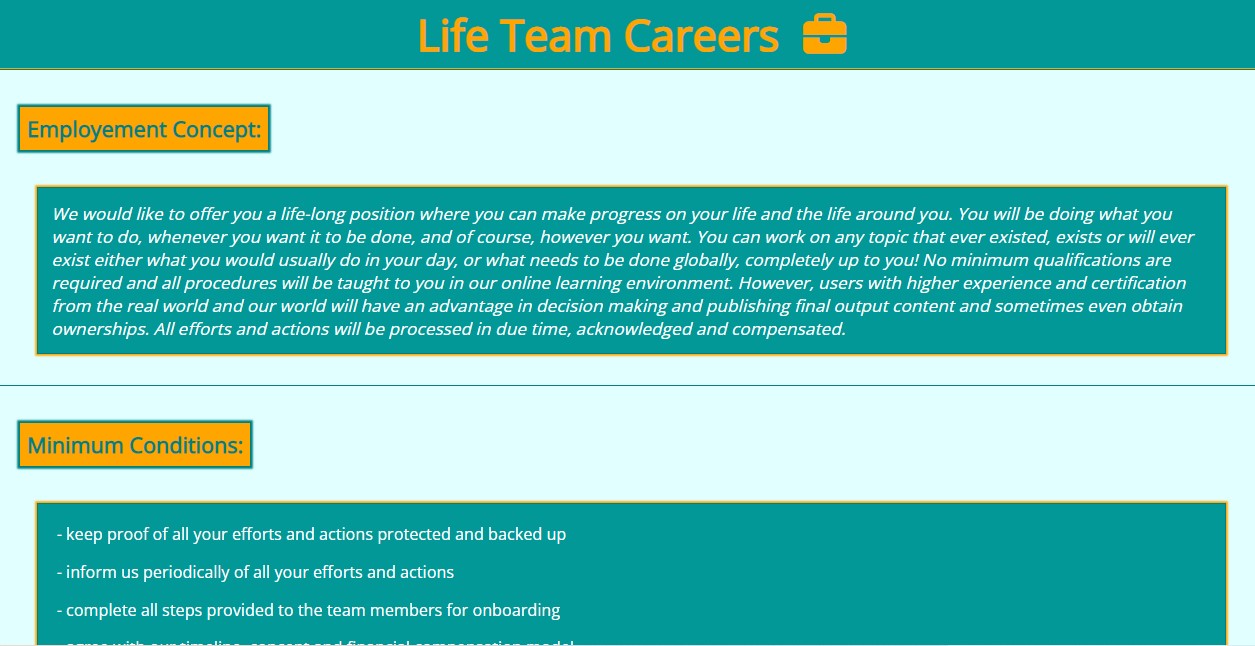 Life Team Careers
Employement Concept:
We would like to offer you a life-long position where you can make progress on your life and the life around you. You will be doing what you
want to do, whenever you want it to be done, and of course, however you want. You can work on any topic that ever existed, exists or will ever
exist either what you would usually do in your day, or what needs to be done globally, completely up to you! No minimum qualifications are
required and all procedures will be taught to you in our online learning environment. However, users with higher experience and certification
from the real world and our world will have an advantage in decision making and publishing final output content and sometimes even obtain
ownerships. All efforts and actions will be processed in due time, acknowledged and compensated.
Minimum Conditions:
- keep proof of all your efforts and actions protected and backed up
- inform us periodically of all your efforts and actions
- complete all steps provided to the team members for onboarding
- agree with our timeline, concept and financial compensation model